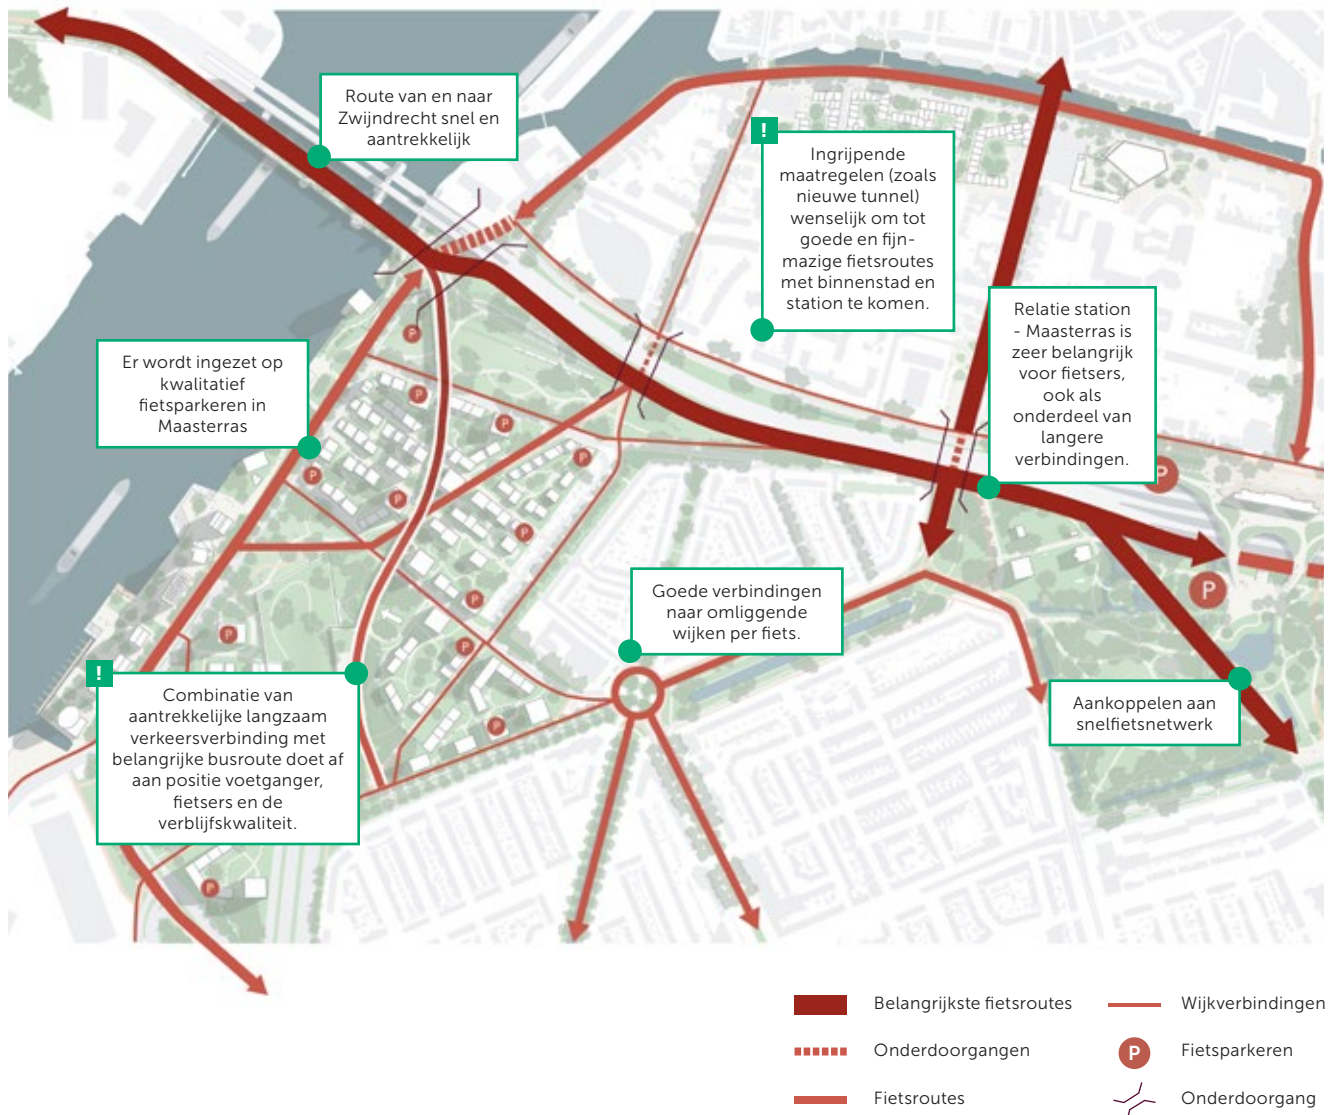 Route van en naar
Zwijndrecht snel en
aantrekkelijk
!
Ingrijpende
maatregelen (zoals
nieuwe tunnel)
wenselijk om tot
goede en fijn-
mazige fietsroutes
met binnenstad en
station te komen.
Relatie station
- Maasterras is
zeer belangrijk
voor fietsers,
ook als
onderdeel van
langere
verbindingen.
Er wordt ingezet op
kwalitatief
fietsparkeren in
Maasterras
P
P
P
P
P
P
P
P
P
P
P
P
P
P
Goede verbindingen
naar omliggende
wijken per fiets.
Aankoppelen aan
snelfietsnetwerk
!
Combinatie van
aantrekkelijke langzaam
verkeersverbinding met
belangrijke busroute doet af
aan positie voetganger,
fietsers en de
verblijfskwaliteit.
Belangrijkste fietsroutes
Wijkverbindingen
Onderdoorgangen
P
Fietsparkeren
Fietsroutes
Onderdoorgang